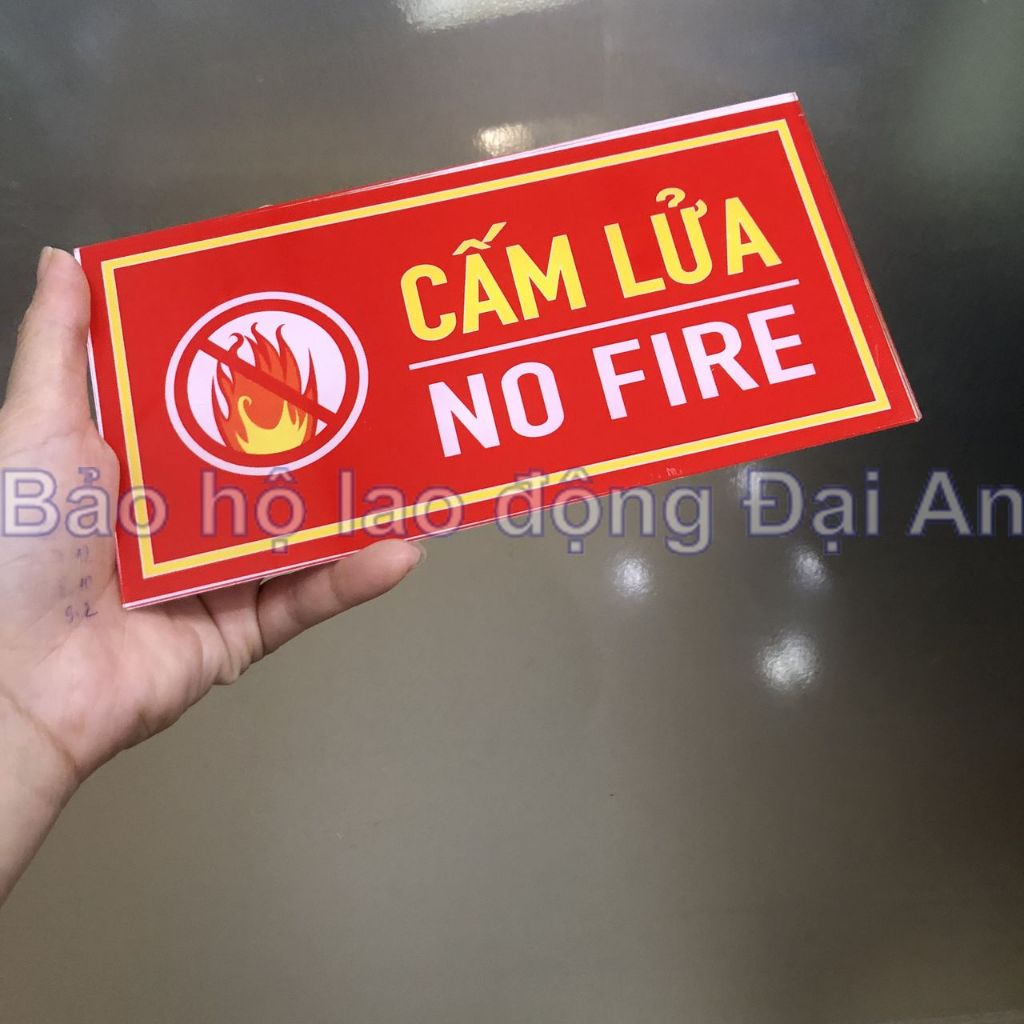 CẤM LỬA
NO FIRE
Bảo hộ lao động Đại An